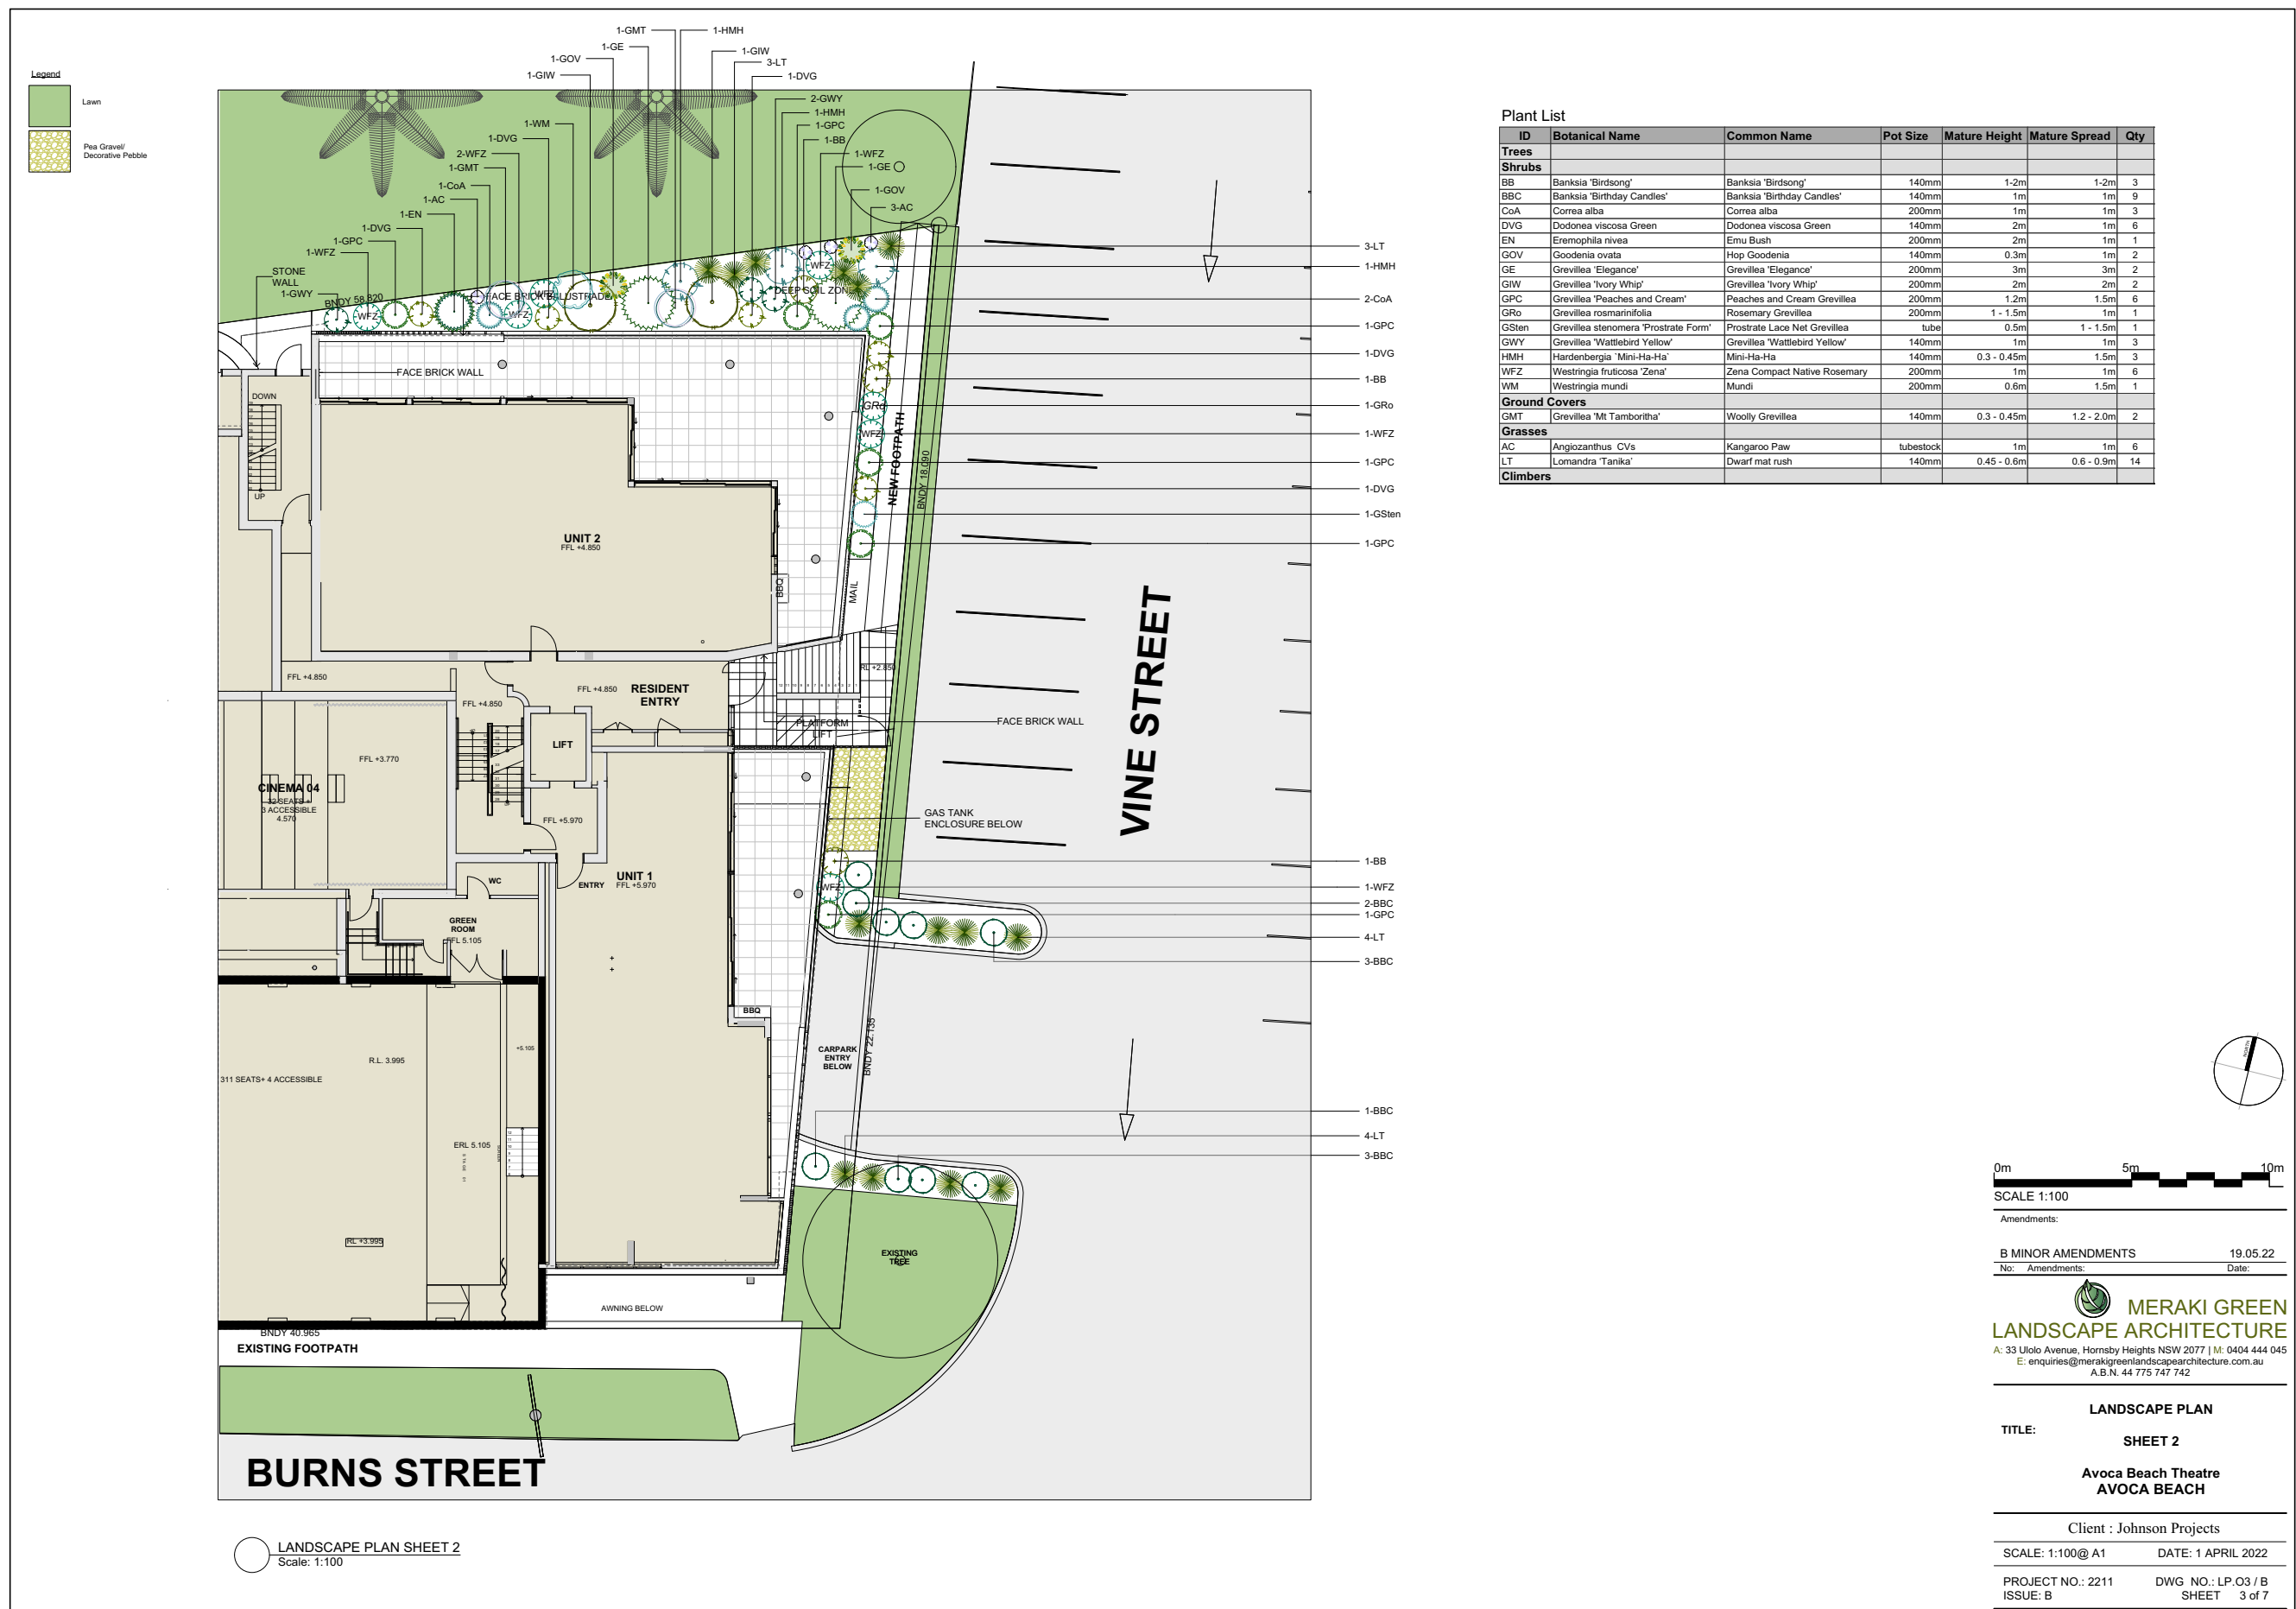 Legend
Lawn
Pea Gravel/
Decorative Pebble
1-GMT
1-HMH
1-GE
1-GIW
1-GOV
3-LT
1-GIW
1-DVG
2-GWY
1-HMH
1-WM
1-GPC
1-DVG
1-BB
2-WFZ
1-WFZ
1-GMT
1-GE
1-CoA
1-GOV
1-AC
3-AC
1-EN
1-DVG
1-GPC
1-WFZ
STONE
WALL
1-GWY
BNDY 58.820
FACE BRICK BALUSTRADE
DEEP SOIL ZONE
WFZ
WFZ
WFZ
WFZ
3-LT
1-HMH
2-CoA
1-GPC
1-DVG
1-BB
1-GRo
1-WFZ
1-GPC
1-DVG
1-GSten
1-GPC
FACE BRICK WALL
DOWN
UP
GRo
WFZ
NEW FOOTPATH
BNDY 18.090
UNIT 2
FFL +4.850
BBQ
MAIL
VINE STREET
RL +2.850
FFL +4.850
FFL +4.850
RESIDENT
ENTRY
FFL +4.850
PLATFORM
LIFT
FACE BRICK WALL
LIFT
FFL +3.770
CINEMA 04
32 SEATS +
3 ACCESSIBLE
4.570
FFL +5.970
GAS TANK
ENCLOSURE BELOW
1-BB
1-WFZ
2-BBC
1-GPC
4-LT
3-BBC
WFZ
WC
ENTRY
UNIT 1
FFL +5.970
GREEN
ROOM
FFL 5.105
BBQ
CARPARK
ENTRY
BELOW
BNDY 22.135
+5.105
R.L. 3.995
311 SEATS+ 4 ACCESSIBLE
ERL 5.105
1-BBC
4-LT
3-BBC
RL +3.995
EXISTING
TREE
AWNING BELOW
BNDY 40.965
EXISTING FOOTPATH
BURNS STREET
LANDSCAPE PLAN SHEET 2
Scale: 1:100
Plant List
ID Botanical Name Common Name Pot Size Mature Height Mature Spread Qty
Trees
Shrubs
BB Banksia 'Birdsong' Banksia 'Birdsong' 140mm 1-2m 1-2m 3
BBC Banksia 'Birthday Candles' Banksia 'Birthday Candles' 140mm 1m 1m 9
CoA Correa alba Correa alba 200mm 1m 1m 3
DVG Dodonea viscosa Green Dodonea viscosa Green 140mm 2m 1m 6
EN Eremophila nivea Emu Bush 200mm 2m 1m 1
GOV Goodenia ovata Hop Goodenia 140mm 0.3m 1m 2
GE Grevillea 'Elegance' Grevillea 'Elegance' 200mm 3m 3m 2
GIW Grevillea 'Ivory Whip' Grevillea 'Ivory Whip' 200mm 2m 2m 2
GPC Grevillea 'Peaches and Cream' Peaches and Cream Grevillea 200mm 1.2m 1.5m 6
GRo Grevillea rosmarinifolia Rosemary Grevillea 200mm 1 - 1.5m 1m 1
GSten Grevillea stenomera 'Prostrate Form' Prostrate Lace Net Grevillea tube 0.5m 1 - 1.5m 1
GWY Grevillea 'Wattlebird Yellow' Grevillea 'Wattlebird Yellow' 140mm 1m 1m 3
HMH Hardenbergia `Mini-Ha-Ha` Mini-Ha-Ha 140mm 0.3 - 0.45m 1.5m 3
WFZ Westringia fruticosa 'Zena' Zena Compact Native Rosemary 200mm 1m 1m 6
WM Westringia mundi Mundi 200mm 0.6m 1.5m 1
Ground Covers
GMT Grevillea 'Mt Tamboritha' Woolly Grevillea 140mm 0.3 - 0.45m 1.2 - 2.0m 2
Grasses
AC Angiozanthus CVs Kangaroo Paw tubestock 1m 1m 6
LT Lomandra 'Tanika' Dwarf mat rush 140mm 0.45 - 0.6m 0.6 - 0.9m 14
Climbers
NORTH
0m 5m 10m
SCALE 1:100
Amendments:
B MINOR AMENDMENTS 19.05.22
No: Amendments: Date:
MERAKI GREEN
LANDSCAPE ARCHITECTURE
A: 33 Ulolo Avenue, Hornsby Heights NSW 2077 | M: 0404 444 045
E: enquiries@merakigreenlandscapearchitecture.com.au
A.B.N. 44 775 747 742
LANDSCAPE PLAN
TITLE:
SHEET 2
Avoca Beach Theatre
AVOCA BEACH
Client : Johnson Projects
SCALE: 1:100@ A1 DATE: 1 APRIL 2022
PROJECT NO.: 2211 DWG NO.: LP.O3 / B
ISSUE: B SHEET 3 of 7